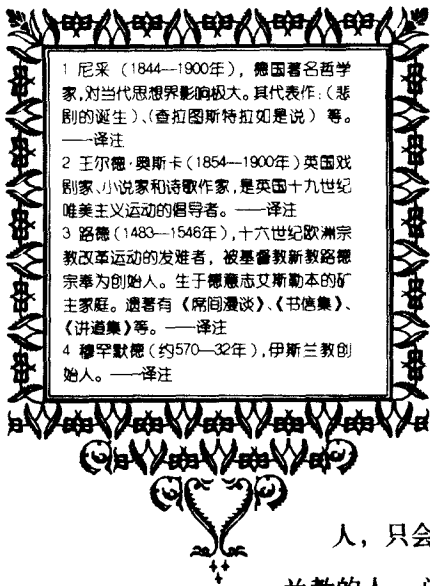 1 尼采 (1844—1900年)，德国著名哲学
家,对当代思想界影响极大。其代表作:(悲
剧的诞生)、(查拉图斯特拉如是说) 等。
——译注
2 王尔德·奥斯卡(1854—1900年)英国戏
剧家、小说家和诗歌作家,是英国十九世纪
唯美主义运动的倡导者。——译注
3 路德(1483—1546年),十六世纪欧洲宗
教改革运动的发难者，被基督教新教路德
宗奉为创始人。生于德意志艾斯勒本的矿
主家庭。遗著有《席间漫谈》、《书信集》、
《讲道集》等。——译注
4 穆罕默德(约570—32年),伊斯兰教创
始人。——译注
人，只会